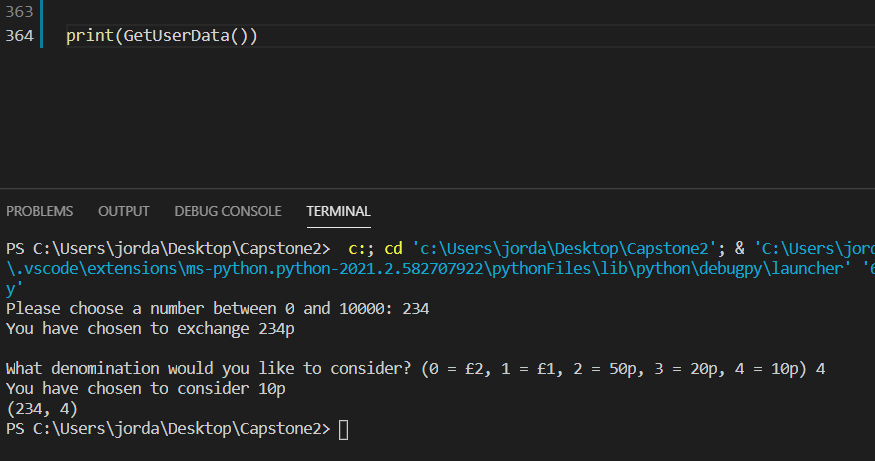 363
364 print(GetUserData())
PROBLEMS OUTPUT DEBUG CONSOLE TERMINAL
PS C:\Users\jorda\Desktop\Capstone2>  c:; cd 'c:\Users\jorda\Desktop\Capstone2'; & 'C:\Users\jord
\.vscode\extensions\ms-python.python-2021.2.582707922\pythonFiles\lib\python\debugpy\launcher' '6
y'
Please choose a number between 0 and 10000: 234
You have chosen to exchange 234p
What denomination would you like to consider? (0 = £2, 1 = £1, 2 = 50p, 3 = 20p, 4 = 10p) 4
You have chosen to consider 10p
(234, 4)
PS C:\Users\jorda\Desktop\Capstone2>